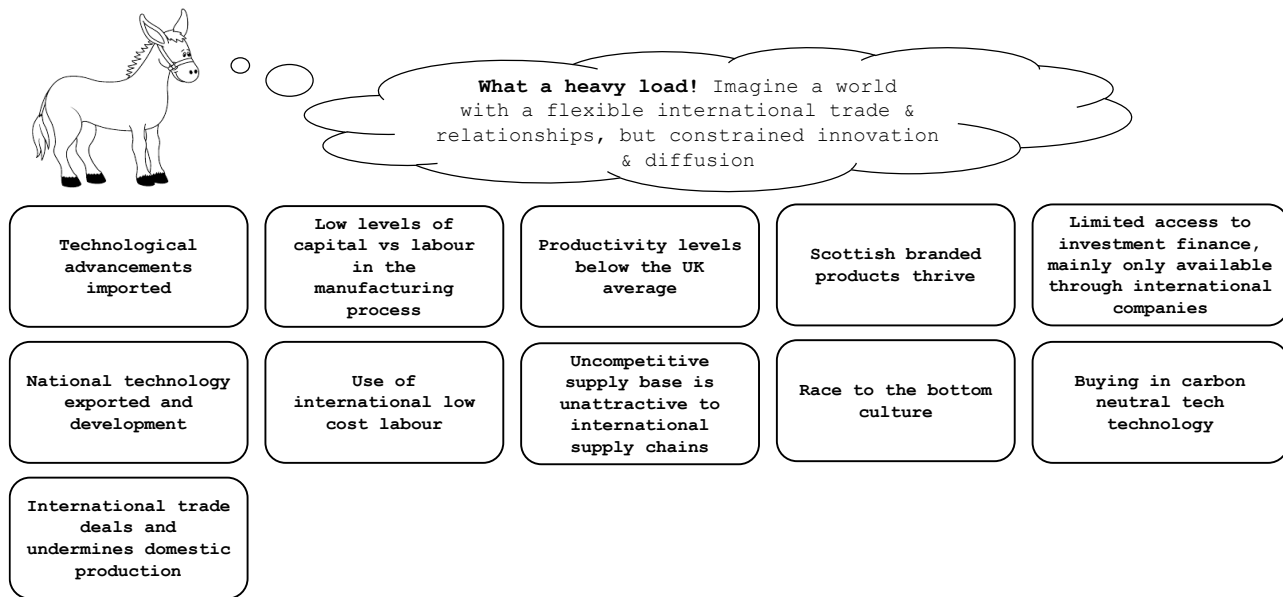 What a heavy load! Imagine a world
with a flexible international trade &
relationships, but constrained innovation
& diffusion
Technological
advancements
imported
Low levels of
capital vs labour
in the
manufacturing
process
Productivity levels
below the UK
average
Scottish branded
products thrive
Limited access to
investment finance,
mainly only available
through international
companies
National technology
exported and
development
Use of
international low
cost labour
Uncompetitive
supply base is
unattractive to
international
supply chains
Race to the bottom
culture
Buying in carbon
neutral tech
technology
International trade
deals and
undermines domestic
production